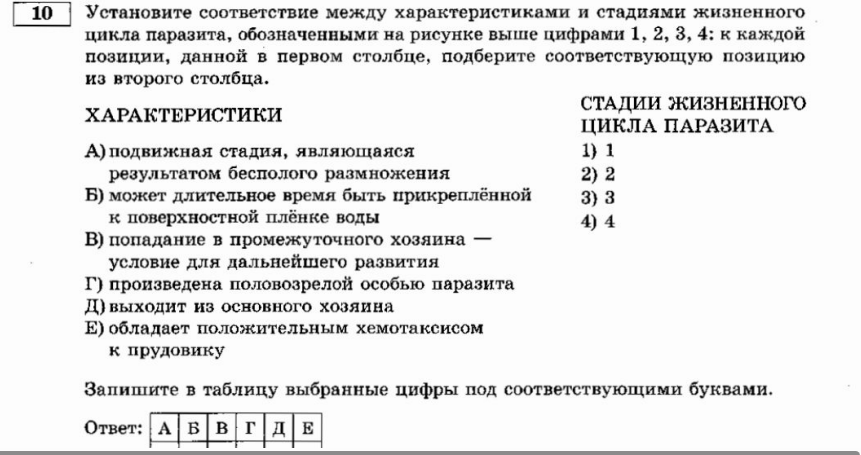 10 Установите соответствие между характеристиками и стадиями жизненного
цикла паразита, обозначенными на рисунке выше цифрами 1, 2, 3, 4: к каждой
позиции, данной в первом столбце, подберите соответствующую позицию
из второго столбца.
ХАРАКТЕРИСТИКИ
А) подвижная стадия, являющаяся
результатом бесполого размножения
Б) может длительное время быть прикреплённой
к поверхностной плёнке воды
В) попадание в промежуточного хозяина —
условие для дальнейшего развития
Г) произведена половозрелой особью паразита
Д) выходит из основного хозяина
Е) обладает положительным хемотаксисом
к прудовику
СТАДИИ ЖИЗНЕННОГО
ЦИКЛА ПАРАЗИТА
1) 1
2) 2
3) 3
4) 4
Запишите в таблицу выбранные цифры под соответствующими буквами.
Ответ: А Б В Г Д Е